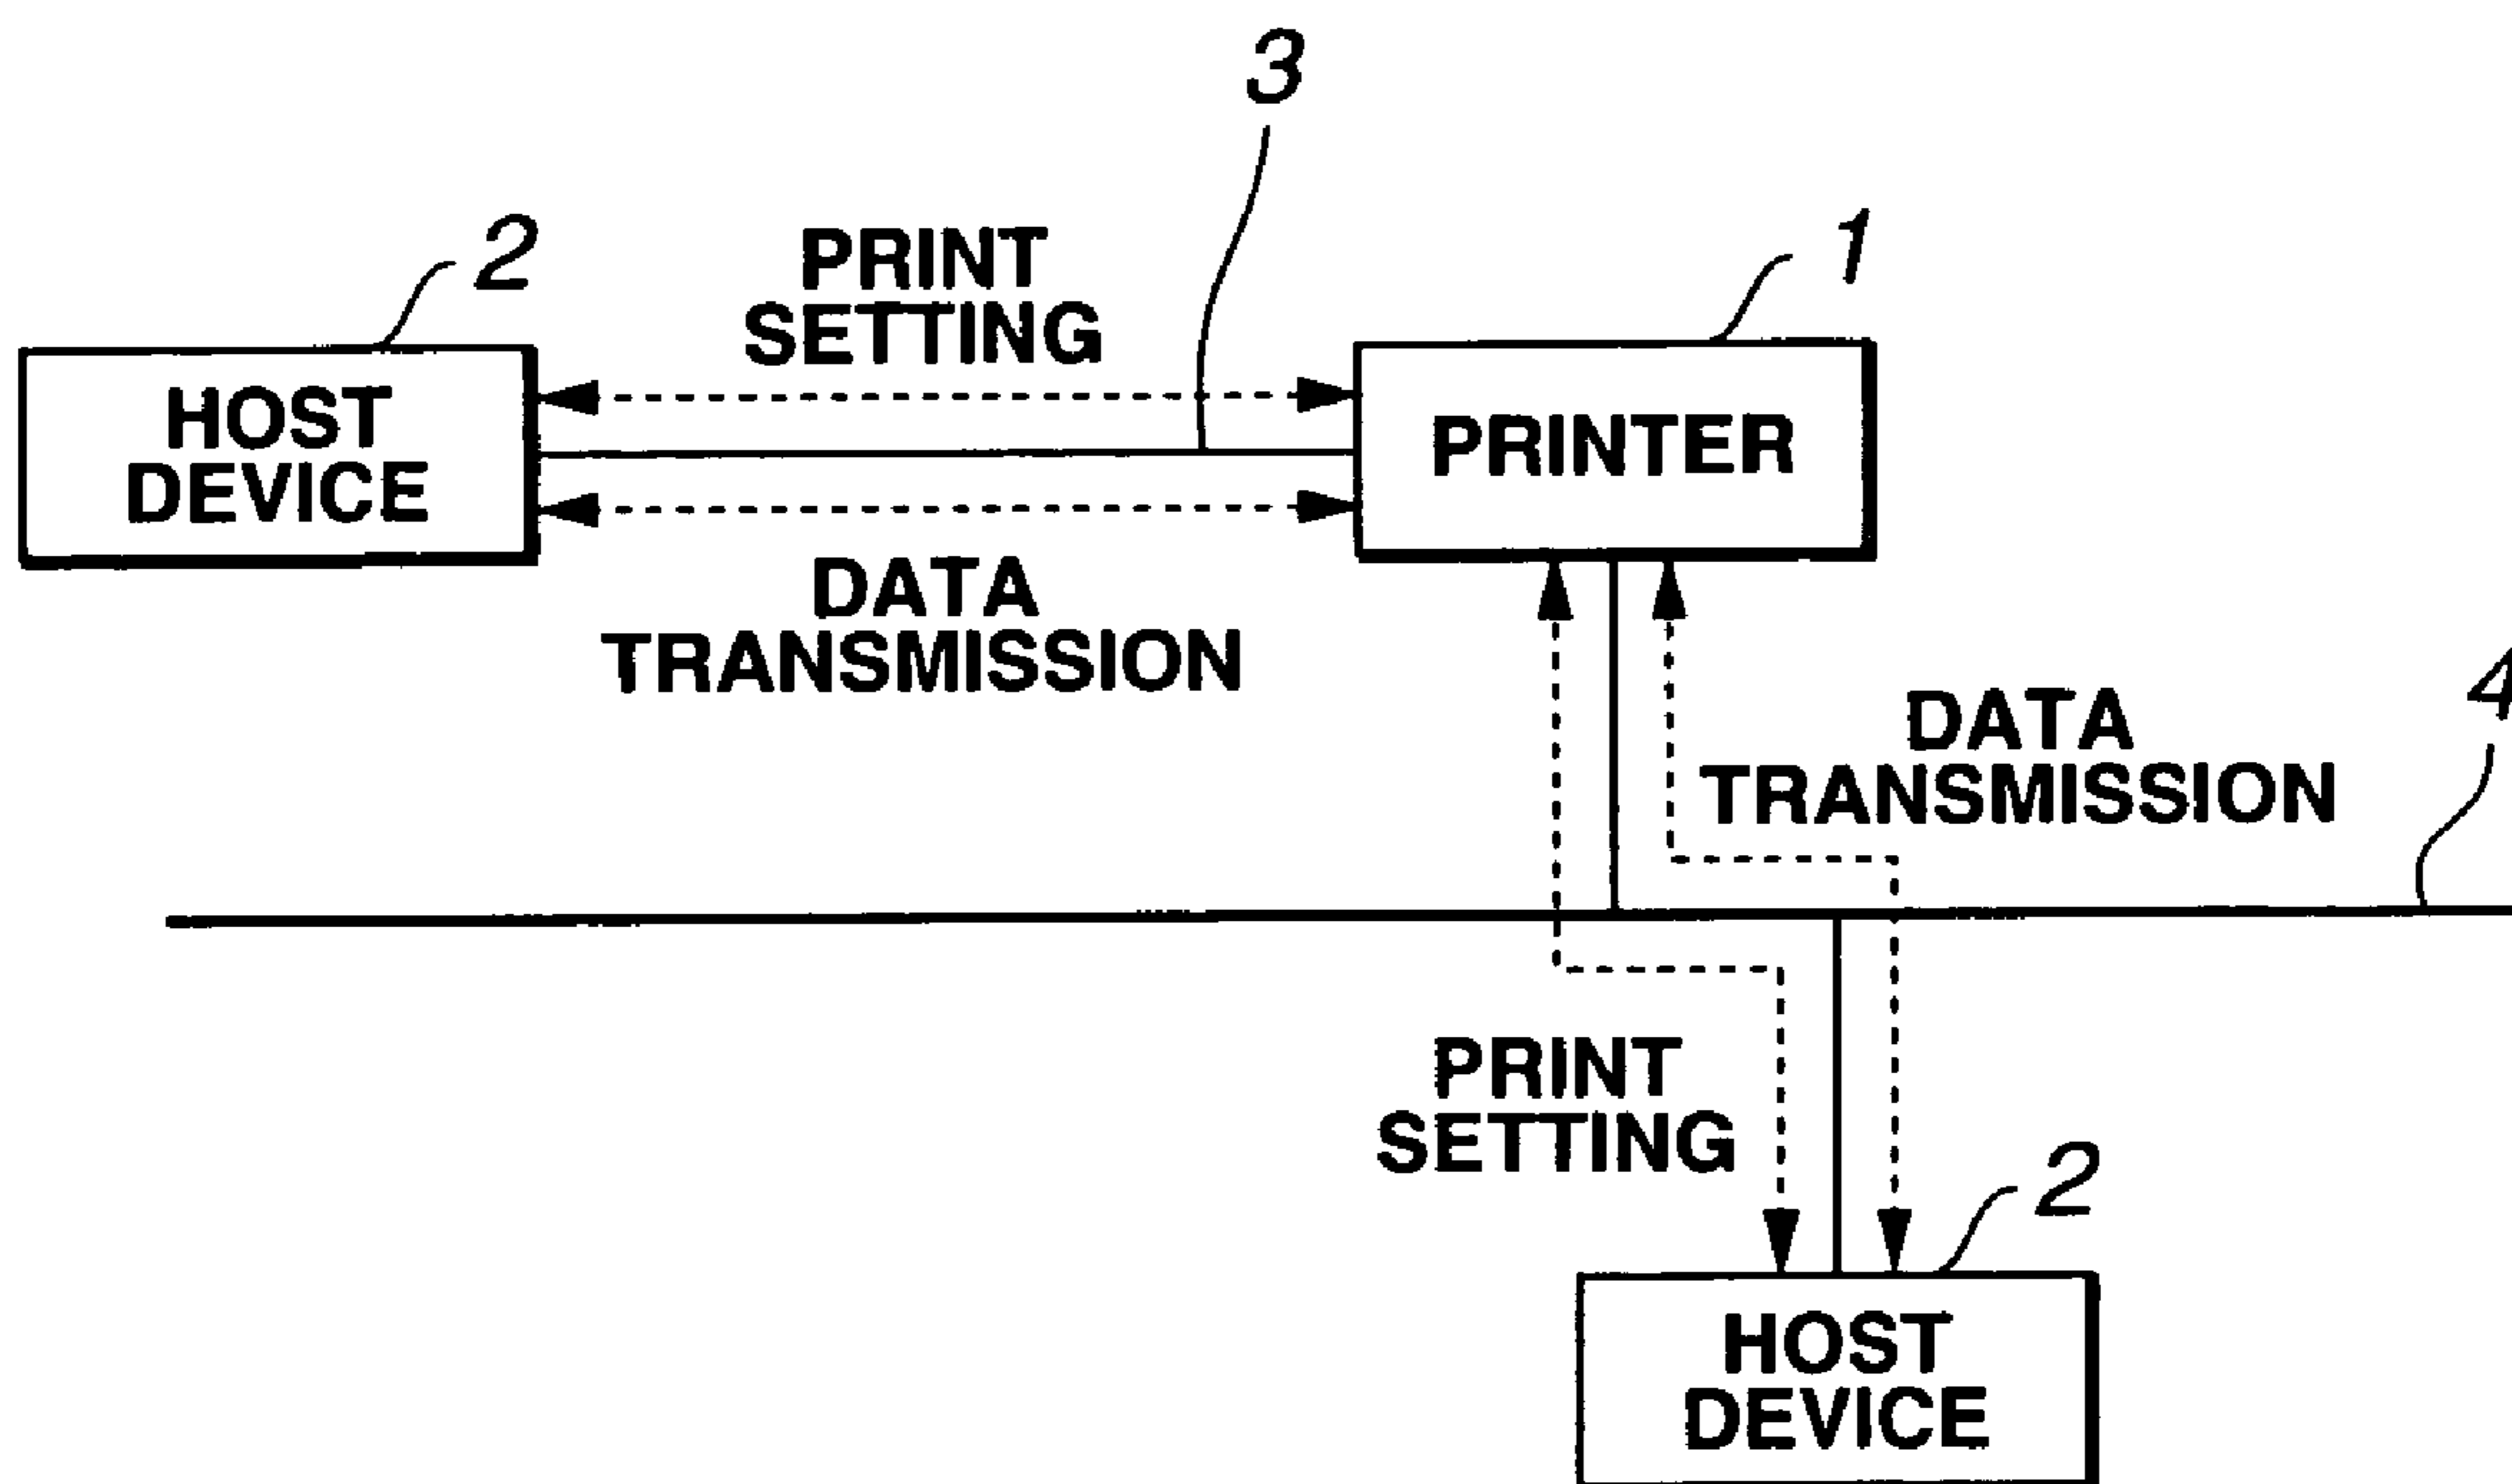 3
2
PRINT
SETTING
1
HOST
DEVICE
PRINTER
DATA
TRANSMISSION
4
DATA
TRANSMISSION
PRINT
SETTING
2
HOST
DEVICE